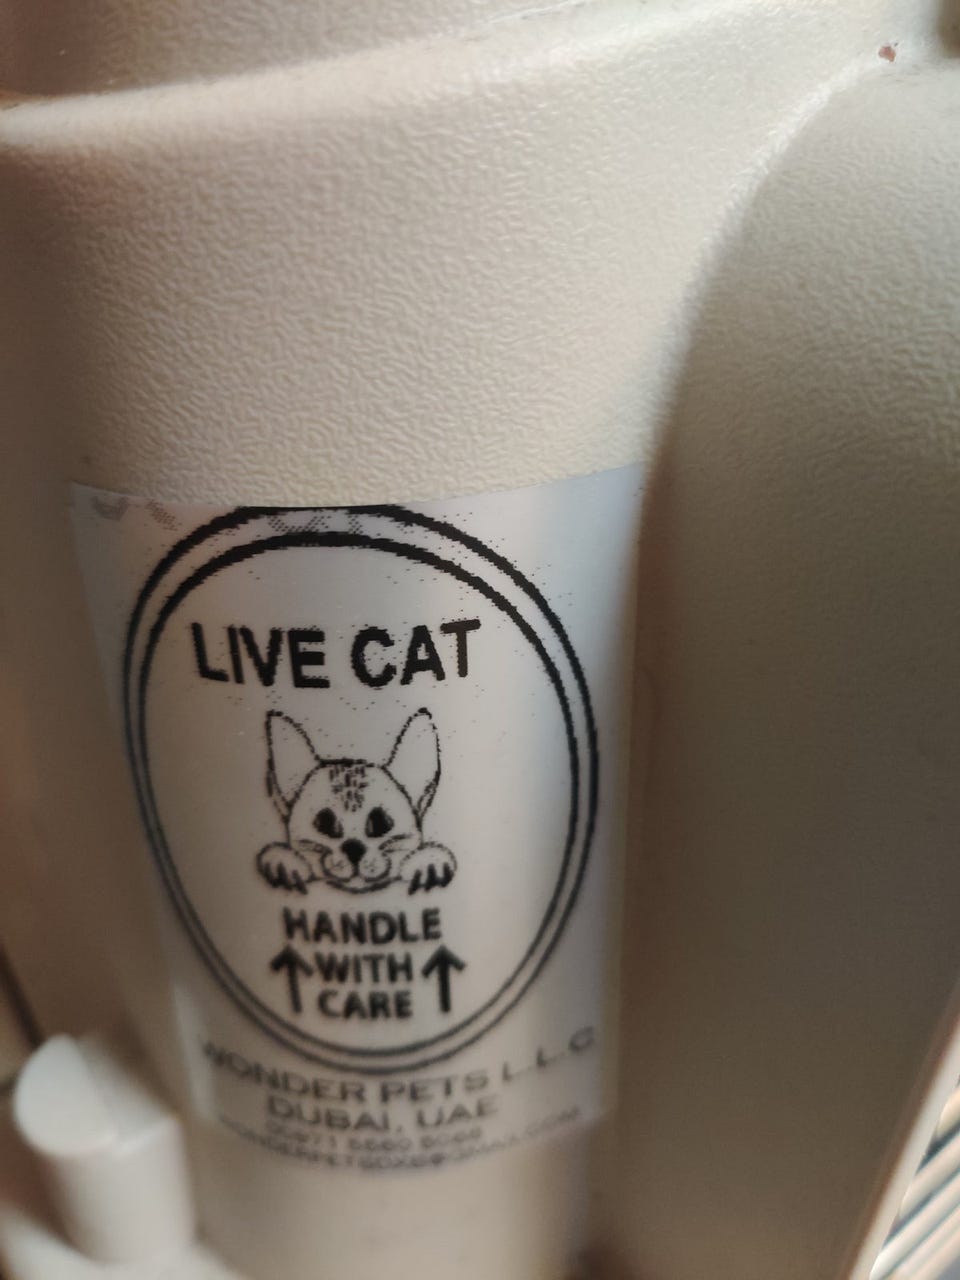 LIVE CAT
HANDLE
WITH
CARE
WONDER PETS L.L.C
DUBAI, UAE